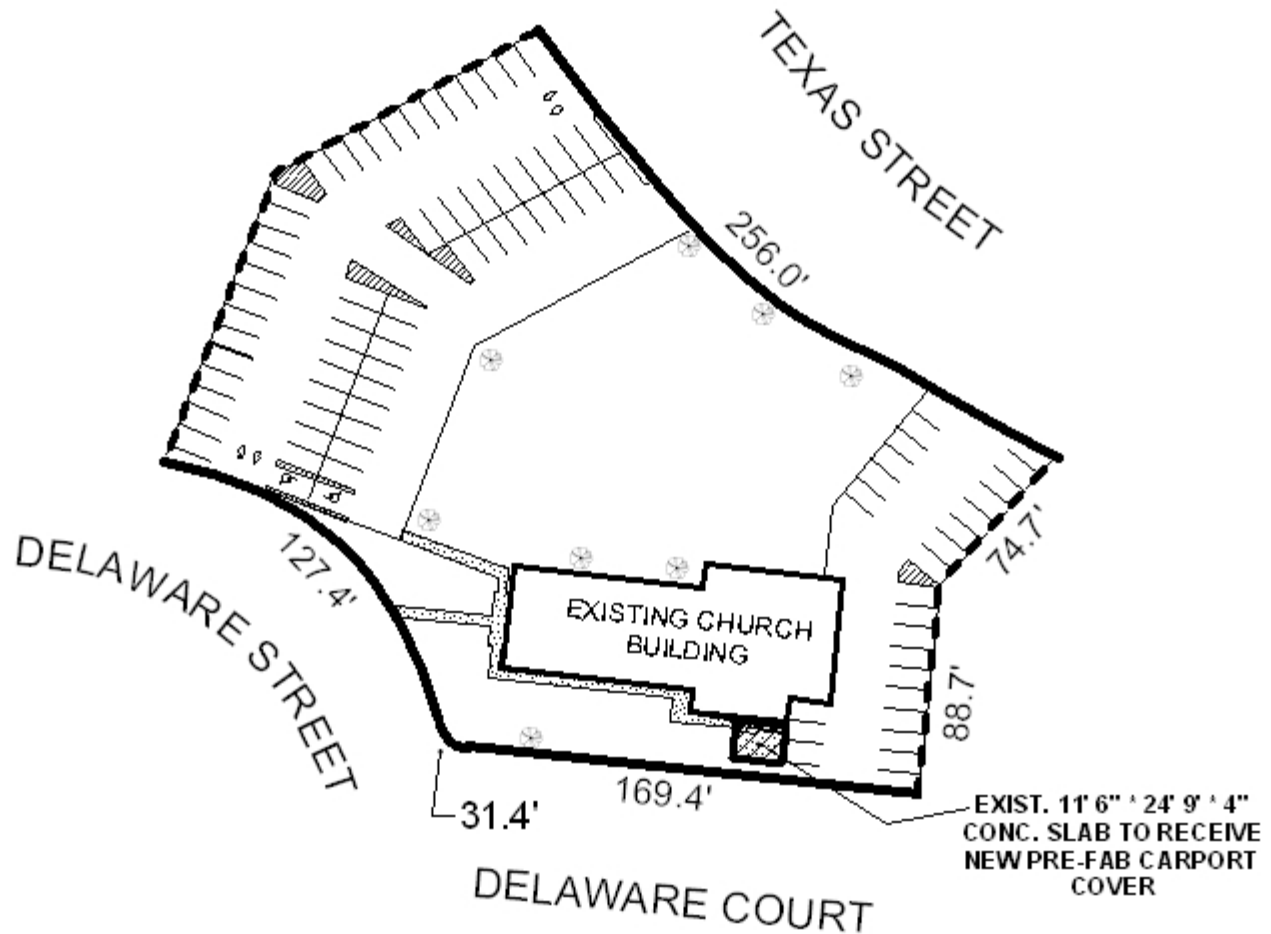 TEXAS STREET
256.0'
74.7'
127.4'
DELAWARE STREET
EXISTING CHURCH
BUILDING
88.7'
169.4'
31.4'
EXIST. 11' 6" * 24' 9' * 4"
CONC. SLAB TO RECEIVE
NEW PRE-FAB CARPORT
COVER
DELAWARE COURT